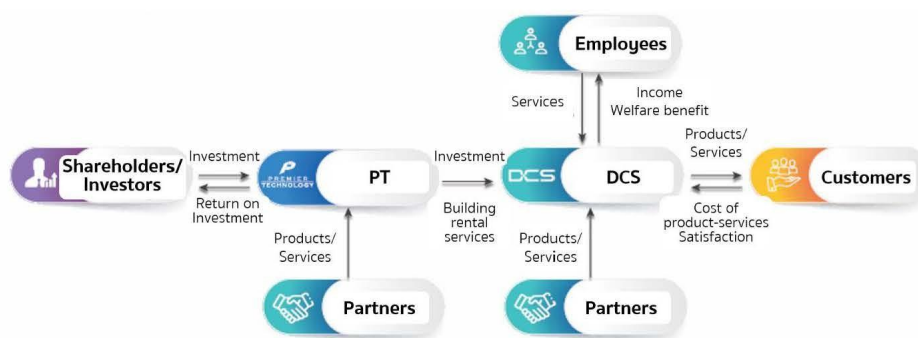 Employees
Services
Income
Welfare benefit
Shareholders/
Investors
Investment
Return on
Investment
P
PREMIER
TECHNOLOGY
PT
Investment
Building
rental
services
DCS
DCS
Products/
Services
Cost of
product-services
Satisfaction
Customers
Products/
Services
Products/
Services
Partners
Partners